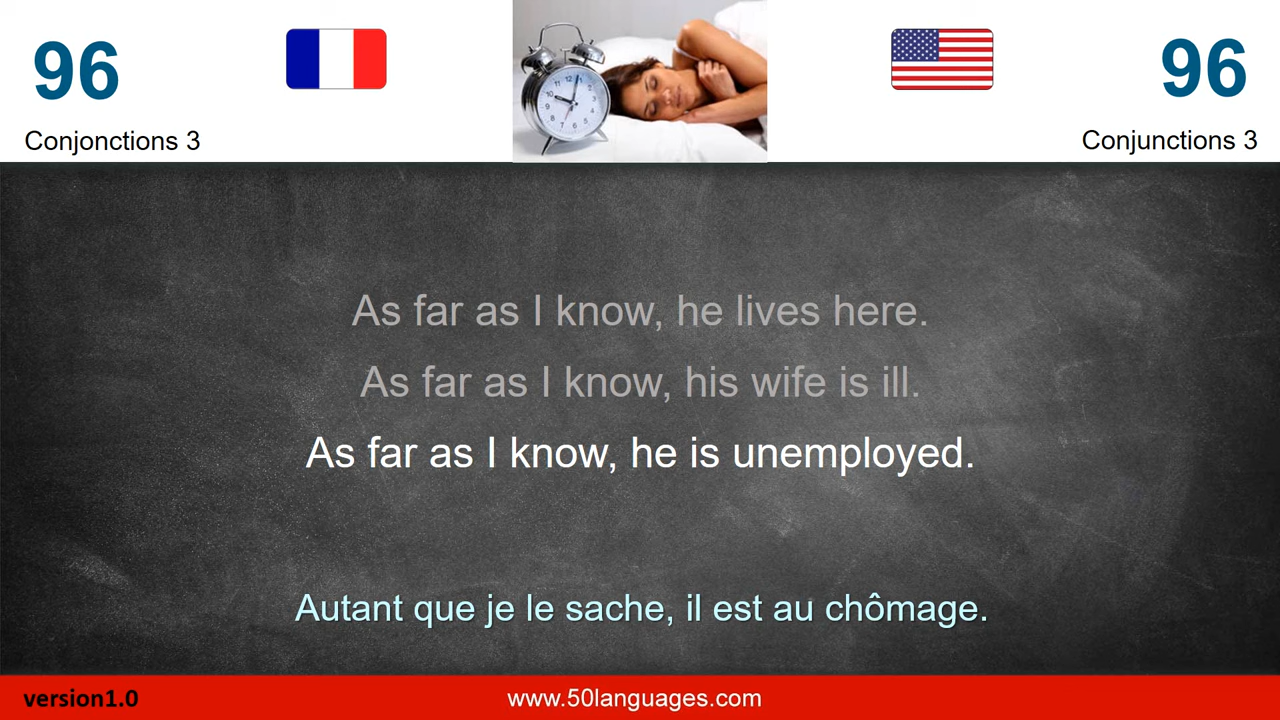 96
96
Conjonctions 3
Conjunctions 3
As far as I know, he lives here.
As far as I know, his wife is ill.
As far as I know, he is unemployed.
Autant que je le sache, il est au chômage.
version1.0
www.50languages.com